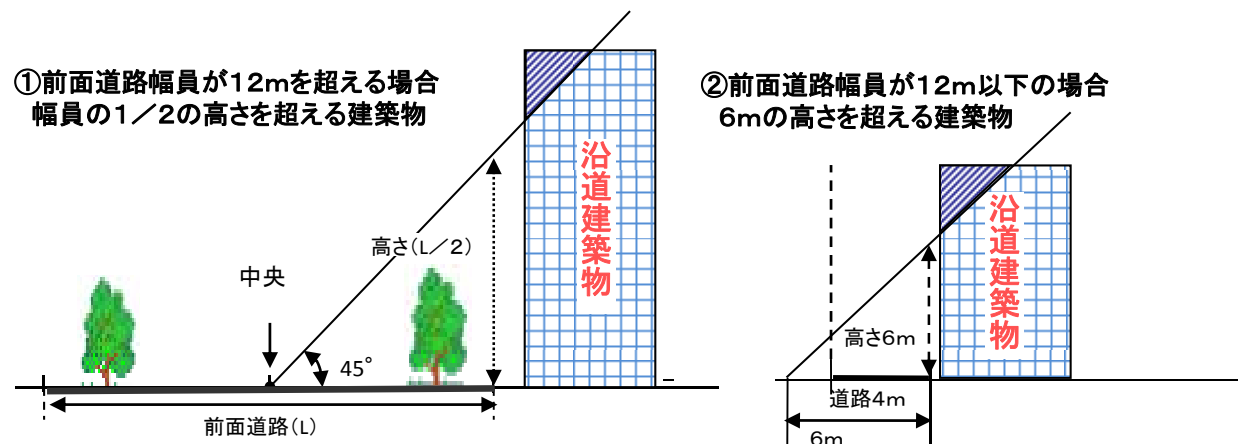 ①前面道路幅員が12mを超える場合
幅員の1／2の高さを超える建築物
沿道建築物
高さ(L／2)
中央
45°
前面道路(L)
②前面道路幅員が12m以下の場合
6mの高さを超える建築物
沿道建築物
高さ6m
道路4m
6m